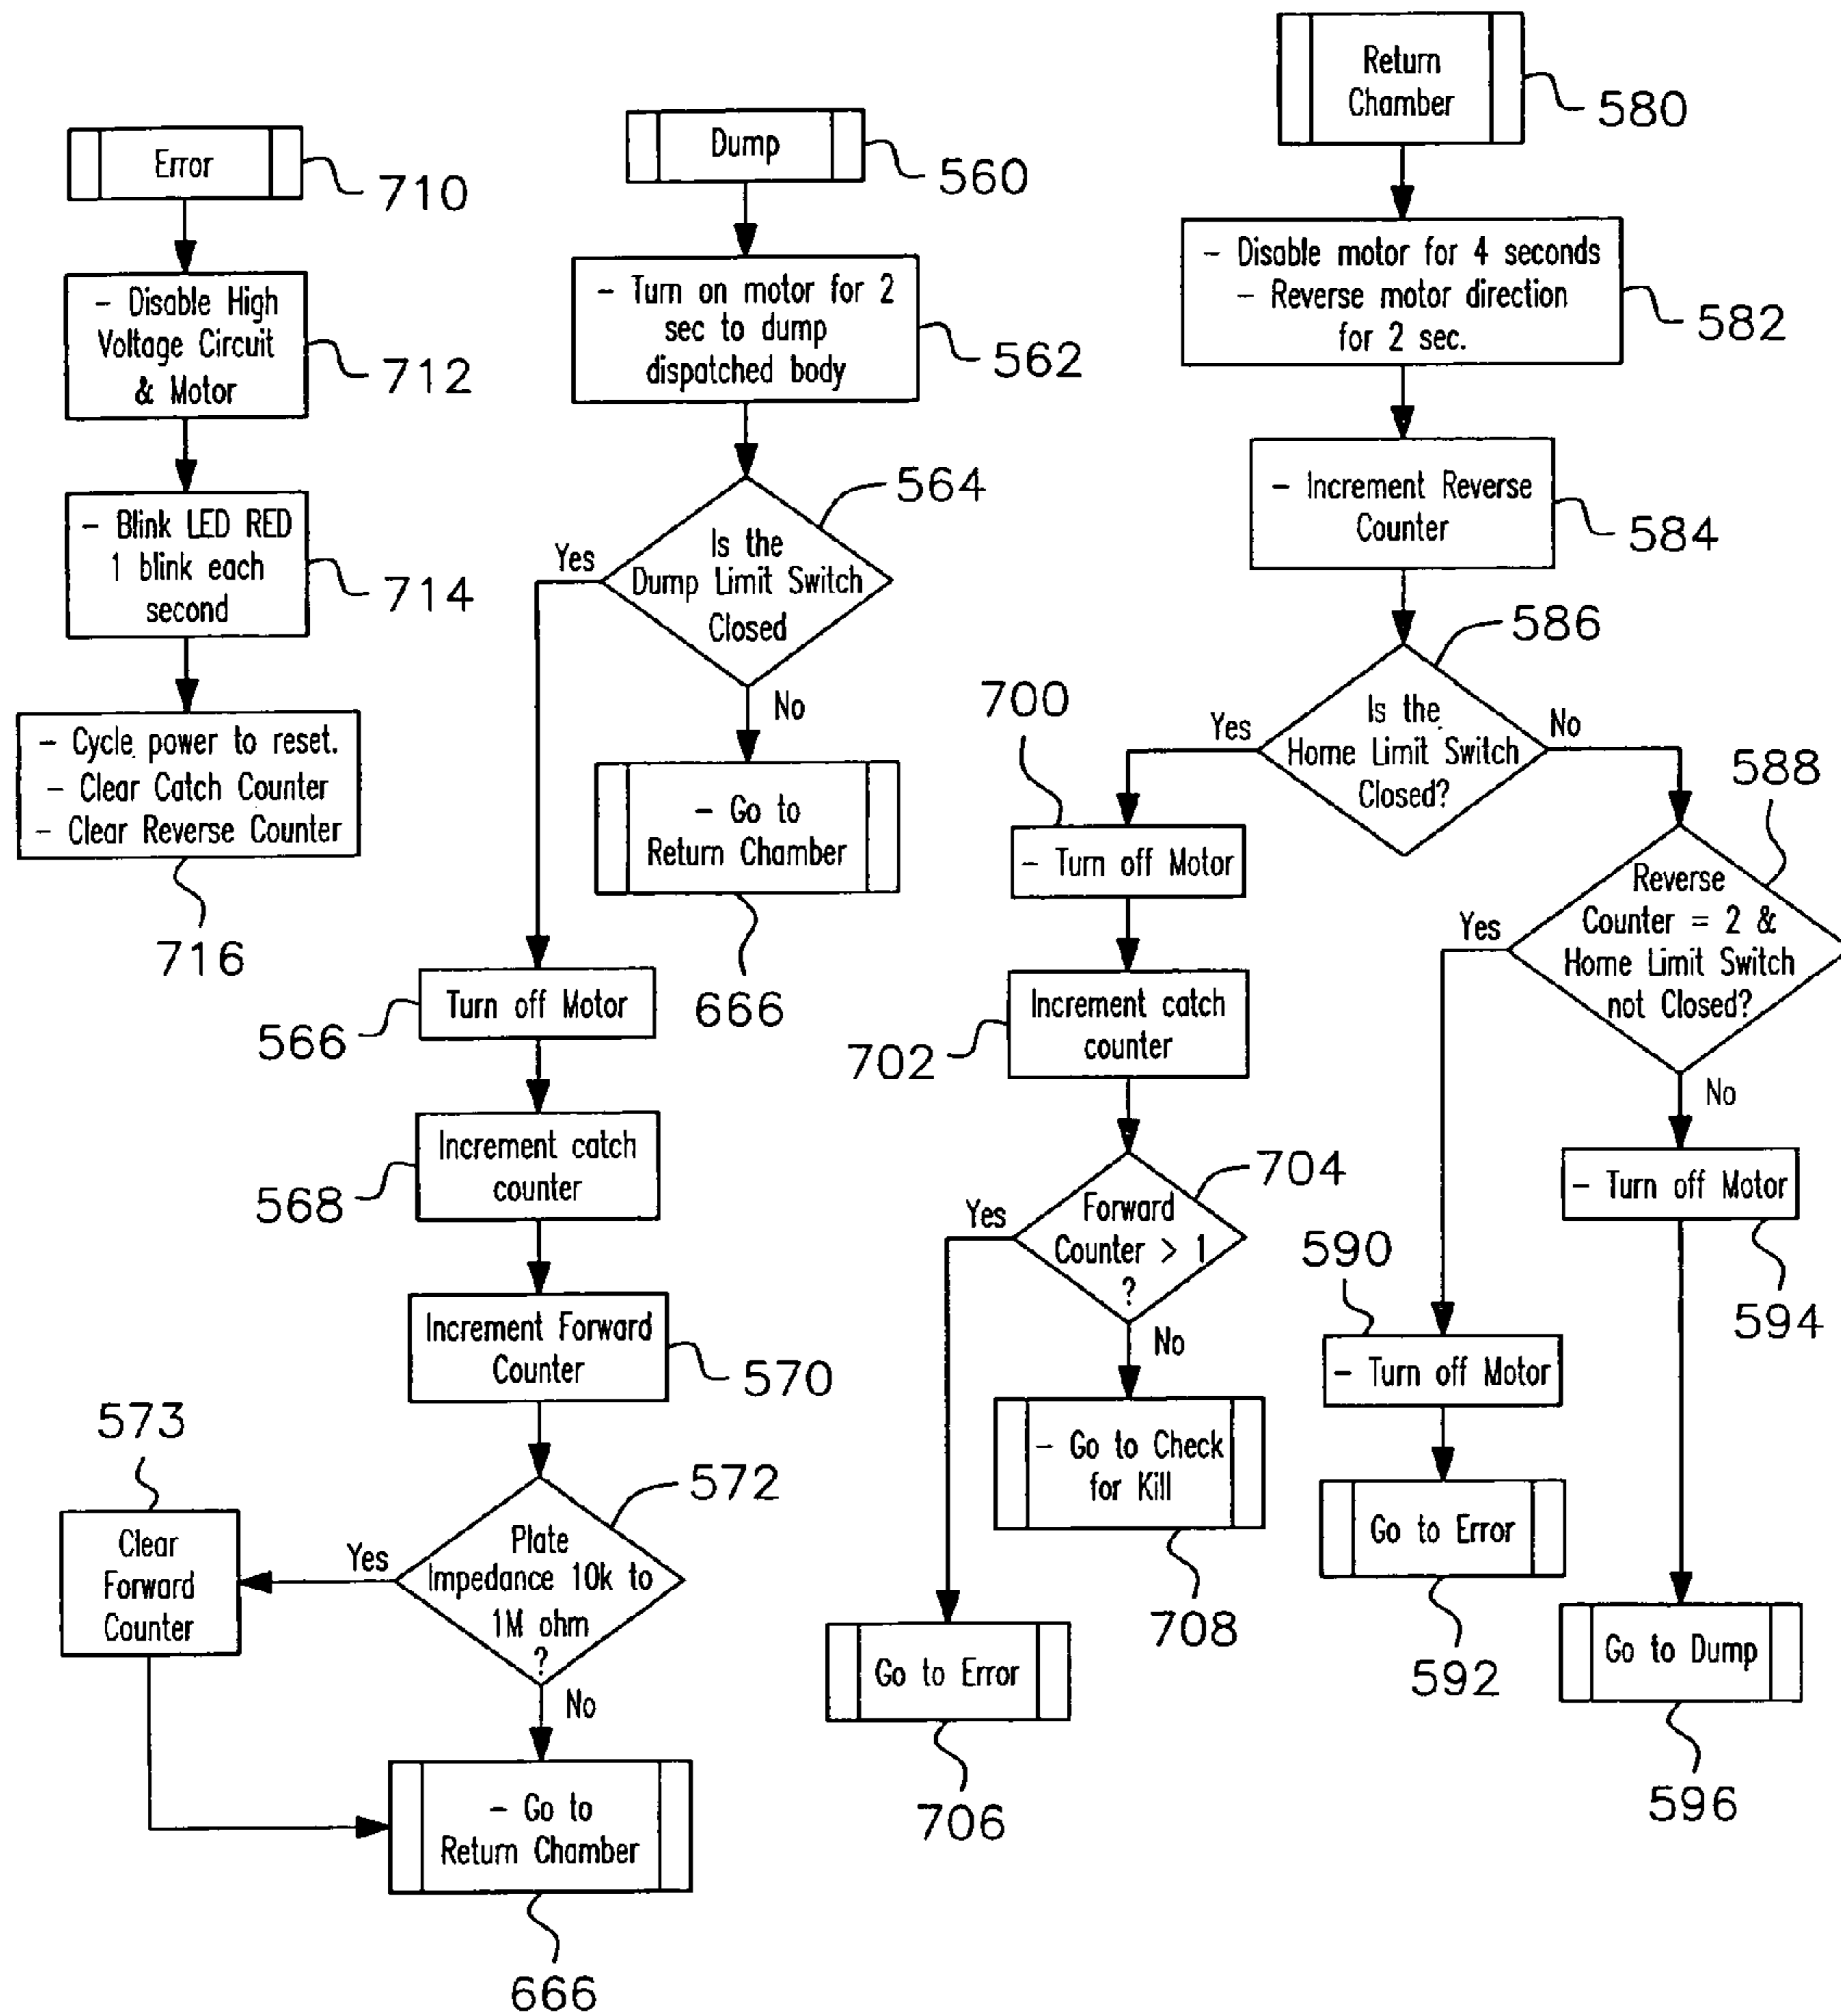 Error
710
- Disable High
Voltage Circuit
& Motor
712
- Blink LED RED
1 blink each
second
714
- Cycle power to reset.
- Clear Catch Counter
- Clear Reverse Counter
716
Dump
560
- Turn on motor for 2
sec to dump
dispatched body
562
564
Is the
Dump Limit Switch
Closed
Yes
No
- Go to
Return Chamber
666
Turn off Motor
566
Increment catch
counter
568
Increment Forward
Counter
570
572
Plate
Impedance 10k to
1M ohm
?
Yes
573
Clear
Forward
Counter
No
- Go to
Return Chamber
666
Return
Chamber
580
- Disable motor for 4 seconds
- Reverse motor direction
for 2 sec.
582
- Increment Reverse
Counter
584
586
Is the
Home Limit Switch
Closed?
Yes
No
700
- Turn off Motor
Increment catch
counter
702
704
Forward
Counter > 1
?
Yes
No
Go to Error
706
- Go to Check
for Kill
708
588
Reverse
Counter = 2 &
Home Limit Switch
not Closed?
Yes
No
590
- Turn off Motor
Go to Error
592
- Turn off Motor
594
Go to Dump
596